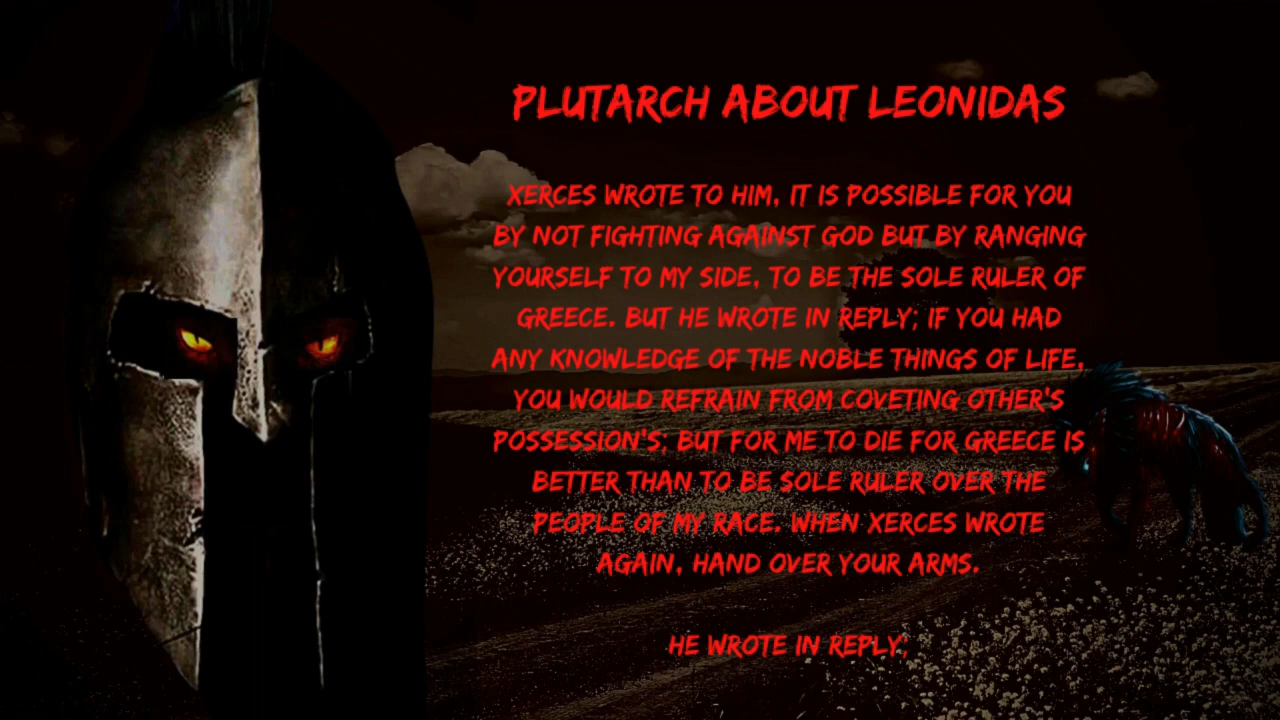 PLUTARCH ABOUT LEONIDAS
XERCES WROTE TO HIM, IT IS POSSIBLE FOR YOU
BY NOT FIGHTING AGAINST GOD BUT BY RANGING
YOURSELF TO MY SIDE, TO BE THE SOLE RULER OF
GREECE. BUT HE WROTE IN REPLY; IF YOU HAD
ANY KNOWLEDGE OF THE NOBLE THINGS OF LIFE,
YOU WOULD REFRAIN FROM COVETING OTHER'S
POSSESSION'S; BUT FOR ME TO DIE FOR GREECE IS
BETTER THAN TO BE SOLE RULER OVER THE
PEOPLE OF MY RACE. WHEN XERCES WROTE
AGAIN, HAND OVER YOUR ARMS.
HE WROTE IN REPLY;